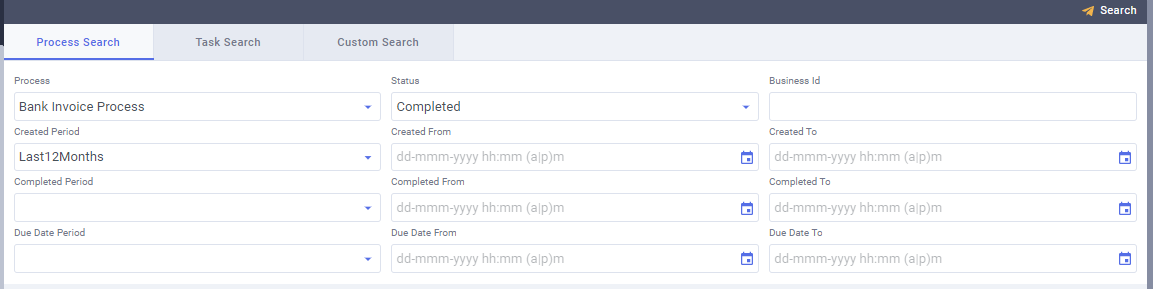 Search
Process Search Task Search Custom Search
Process Status Business Id
Bank Invoice Process Completed
Created Period Created From Created To
Last12Months dd-mmm-yyyy hh:mm (a|p)m dd-mmm-yyyy hh:mm (a|p)m
Completed Period Completed From Completed To
dd-mmm-yyyy hh:mm (a|p)m dd-mmm-yyyy hh:mm (a|p)m
Due Date Period Due Date From Due Date To
dd-mmm-yyyy hh:mm (a|p)m dd-mmm-yyyy hh:mm (a|p)m